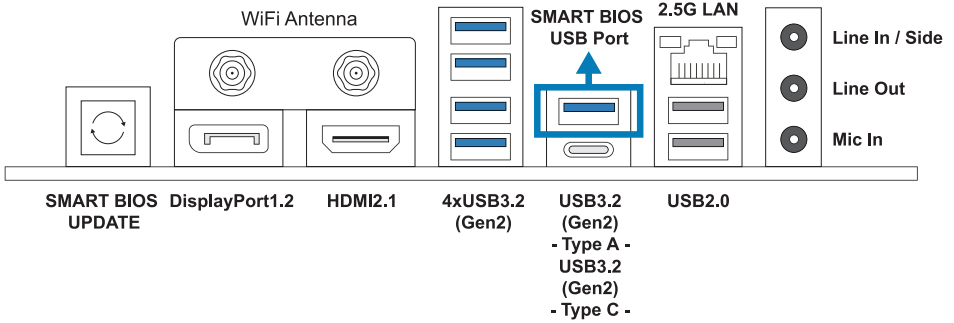 WiFi Antenna
SMART BIOS
USB Port
2.5G LAN
Line In / Side
Line Out
Mic In
SMART BIOS
UPDATE
DisplayPort1.2
HDMI2.1
4xUSB3.2
(Gen2)
USB3.2
(Gen2)
- Type A -
USB3.2
(Gen2)
- Type C -
USB2.0